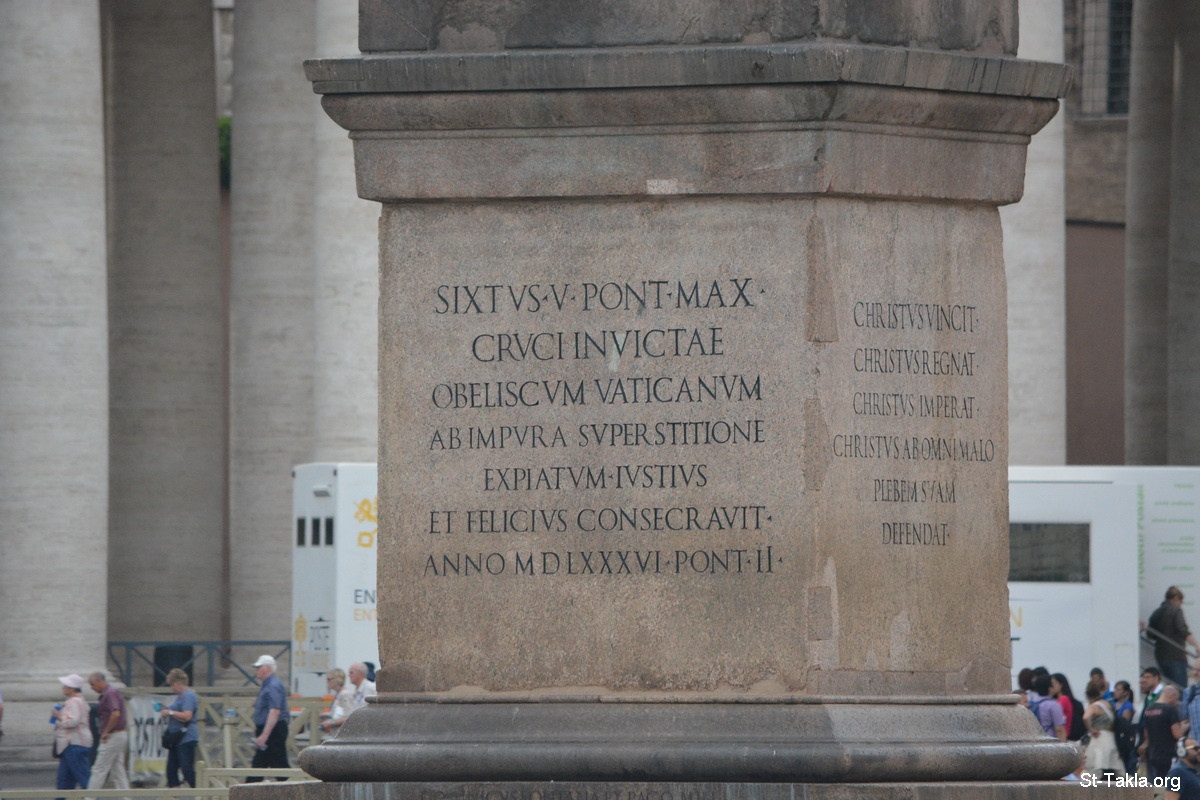 SIXTVS·V·PONT·MAX·
CRVCI INVICTAE
OBELISCVM VATICANVM
AB IMPVRA SVPERSTITIONE
EXPIATVM·IVSTIVS
ET FELICIVS CONSECRAVIT·
ANNO MDLXXXVI·PONT·II·
CHRISTVS VINCIT·
CHRISTVS REGNAT·
CHRISTVS IMPERAT·
CHRISTVS AB OMNI MALO
PLEBEM SVAM
DEFENDAT·
St-Takla.org